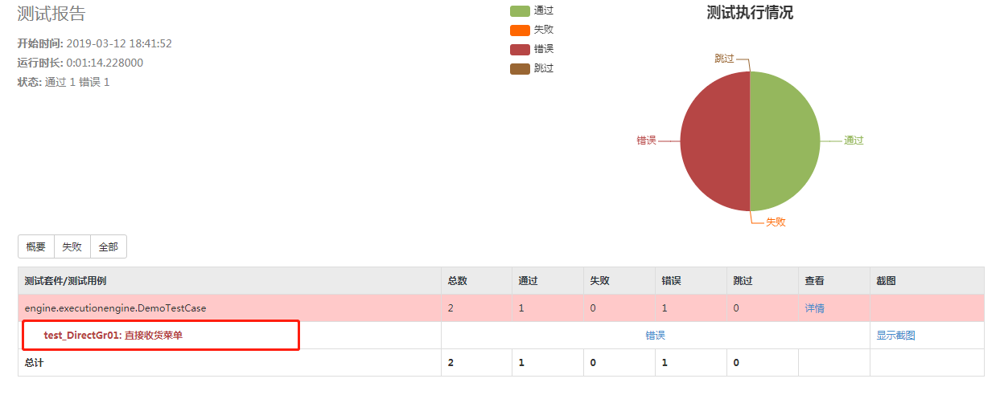 测试报告
开始时间: 2019-03-12 18:41:52
运行时长: 0:01:14.228000
状态: 通过 1 错误 1
通过
失败
错误
跳过
测试执行情况
跳过
错误
通过
失败
概要 失败 全部
测试套件/测试用例 总数 通过 失败 错误 跳过 查看 截图
engine.executionengine.DemoTestCase 2 1 0 1 0 详情
test_DirectGr01: 直接收货菜单 错误 显示截图
总计 2 1 0 1 0